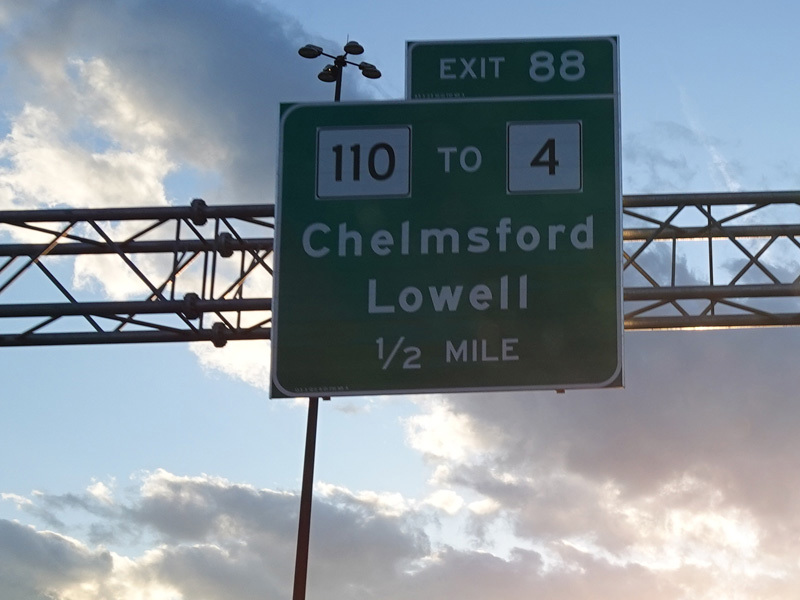 EXIT 88
110 TO 4
Chelmsford
Lowell
1/2 MILE